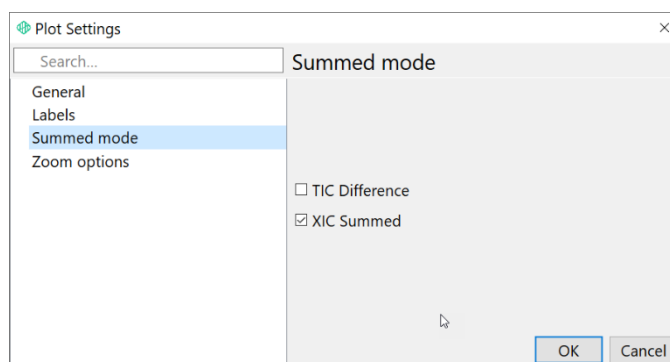 Plot Settings
Search...
General
Labels
Summed mode
Zoom options
Summed mode
TIC Difference
XIC Summed
OK
Cancel